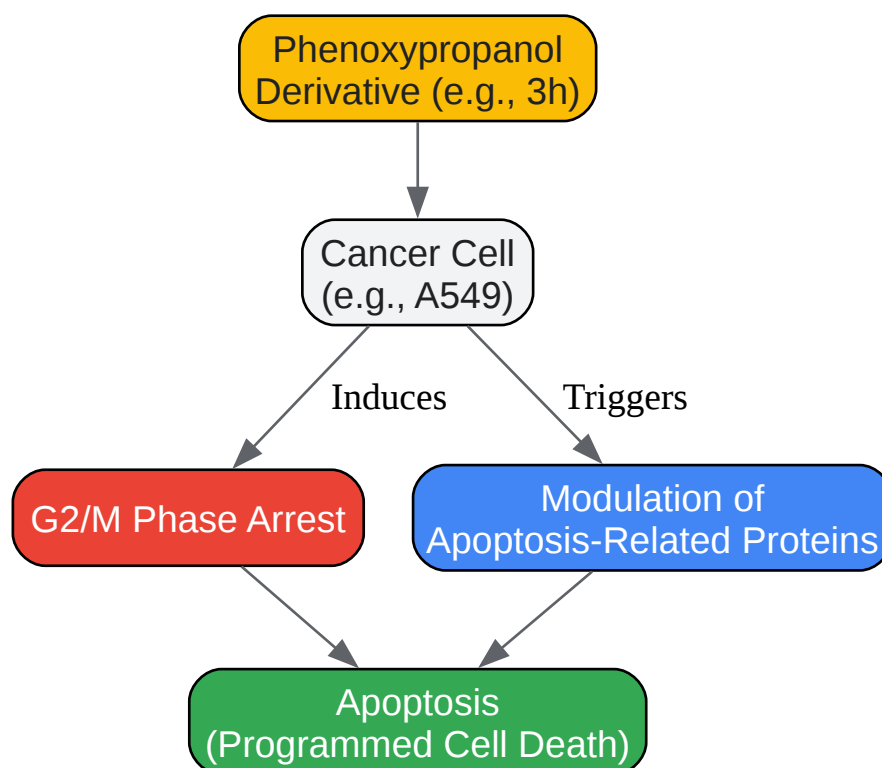 Phenoxypropanol
Derivative (e.g., 3h)
Cancer Cell
(e.g., A549)
Induces
Triggers
G2/M Phase Arrest
Modulation of
Apoptosis-Related Proteins
Apoptosis
(Programmed Cell Death)